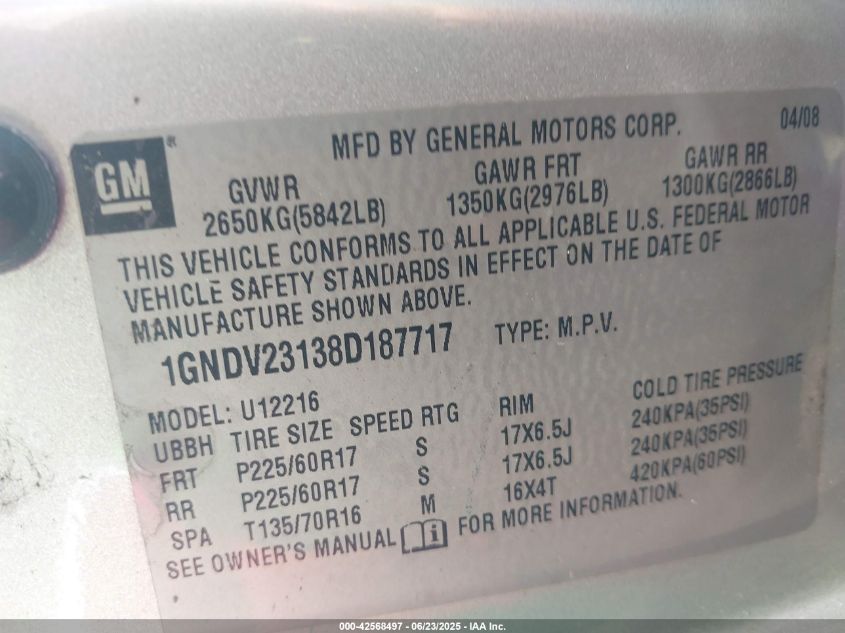 04/08
GM®
MFD BY GENERAL MOTORS CORP.
GVWR GAWR FRT GAWR RR
2650KG(5842LB) 1350KG(2976LB) 1300KG(2866LB)
THIS VEHICLE CONFORMS TO ALL APPLICABLE U.S. FEDERAL MOTOR
VEHICLE SAFETY STANDARDS IN EFFECT ON THE DATE OF
MANUFACTURE SHOWN ABOVE.
1GNDV23138D187717 TYPE: M.P.V.
MODEL: U12216
UBBH TIRE SIZE SPEED RTG RIM COLD TIRE PRESSURE
FRT P225/60R17 S 17X6.5J 240KPA(35PSI)
RR P225/60R17 S 17X6.5J 240KPA(35PSI)
SPA T135/70R16 M 16X4T 420KPA(60PSI)
SEE OWNER'S MANUAL i FOR MORE INFORMATION.
000-42568497 - 06/23/2025 - IAA Inc.